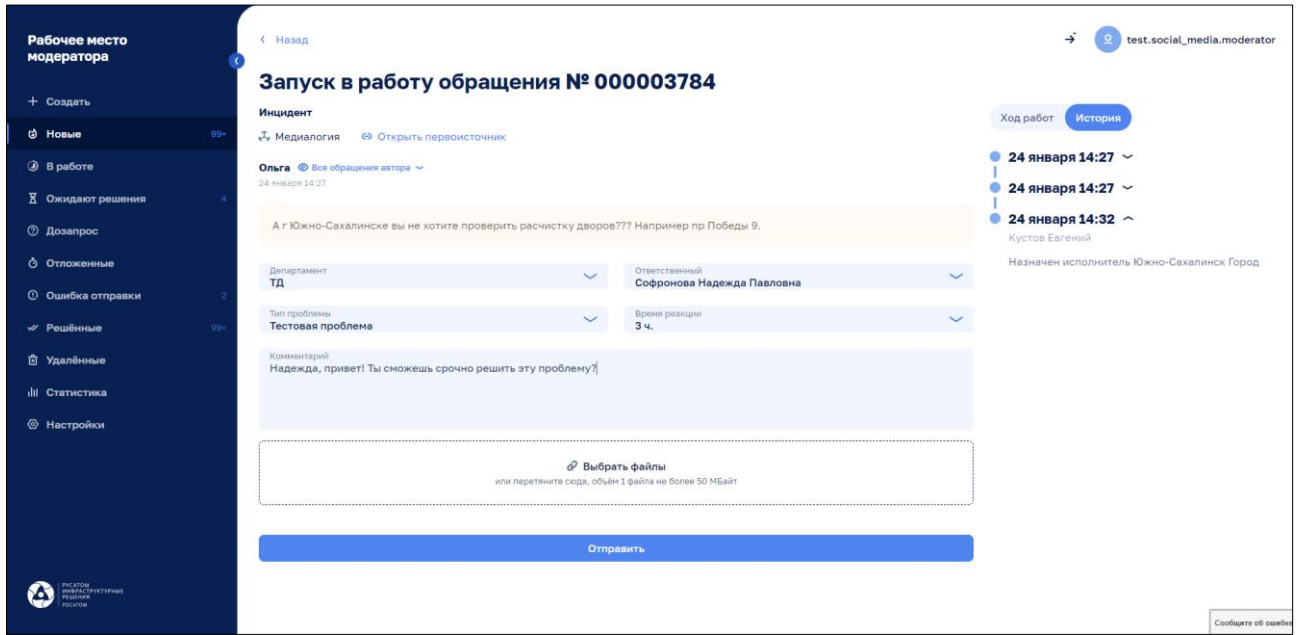 Рабочее место
модератора
Создать
Новые 99+
В работе
Ожидают решения 4
Дозапрос
Отложенные
Ошибка отправки 2
Решённые 99+
Удалённые
Статистика
Настройки
РУСАТОМ
ИНФРАСТРУКТУРНЫЕ
РЕШЕНИЯ
РОСАТОМ
Назад
test.social_media.moderator
Запуск в работу обращения № 000003784
Инцидент
Медиалогия Открыть первоисточник
Ольга Все обращения автора
24 января 14:27
А г Южно-Сахалинске вы не хотите проверить расчистку дворов??? Например пр Победы 9.
Департамент
ТД
Ответственный
Софронова Надежда Павловна
Тип проблемы
Тестовая проблема
Время реакции
3 ч.
Комментарий
Надежда, привет! Ты сможешь срочно решить эту проблему?
Выбрать файлы
или перетяните сюда, объём 1 файла не более 50 МБайт
Отправить
Ход работ История
24 января 14:27
24 января 14:27
24 января 14:32
Кустов Евгений
Назначен исполнитель Южно-Сахалинск Город
Сообщите об ошибке